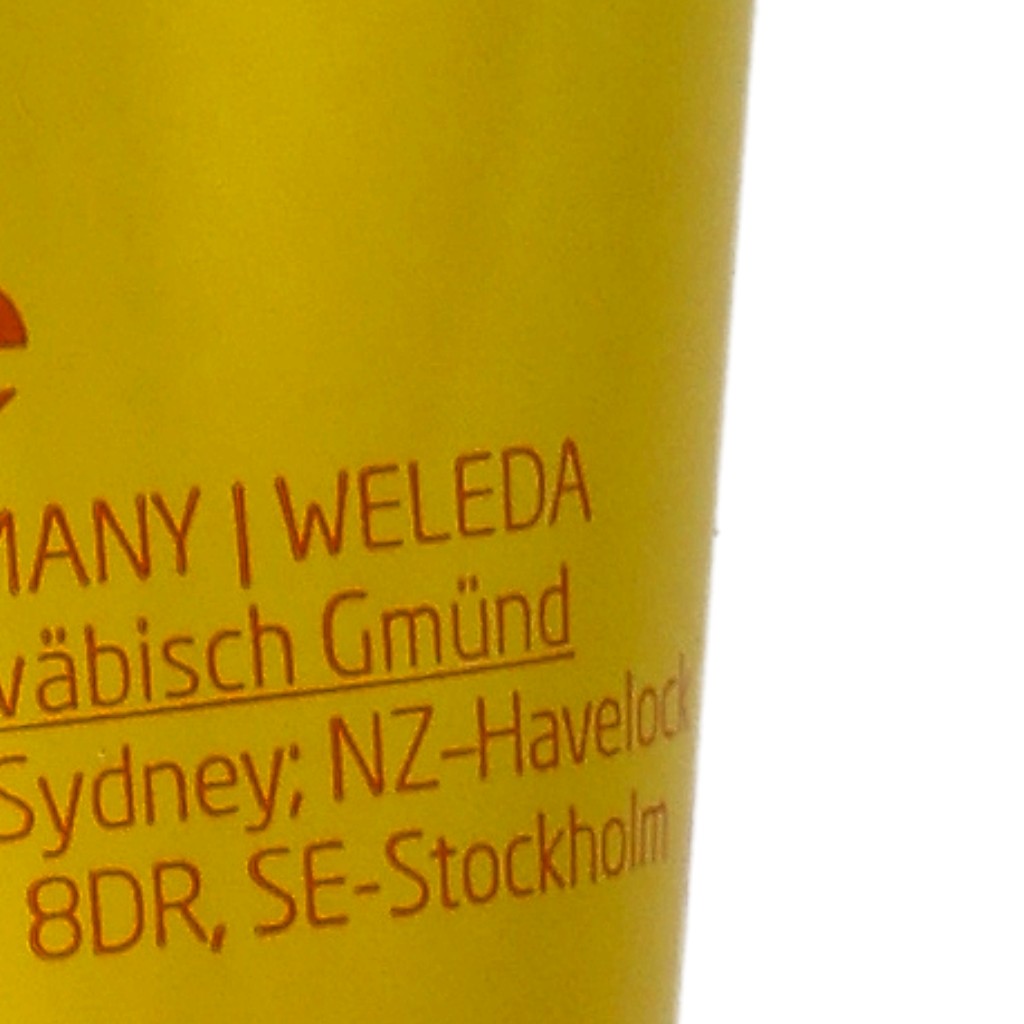 MANY | WELEDA
wäbisch Gmünd
Sydney; NZ–Havelock
8DR, SE-Stockholm